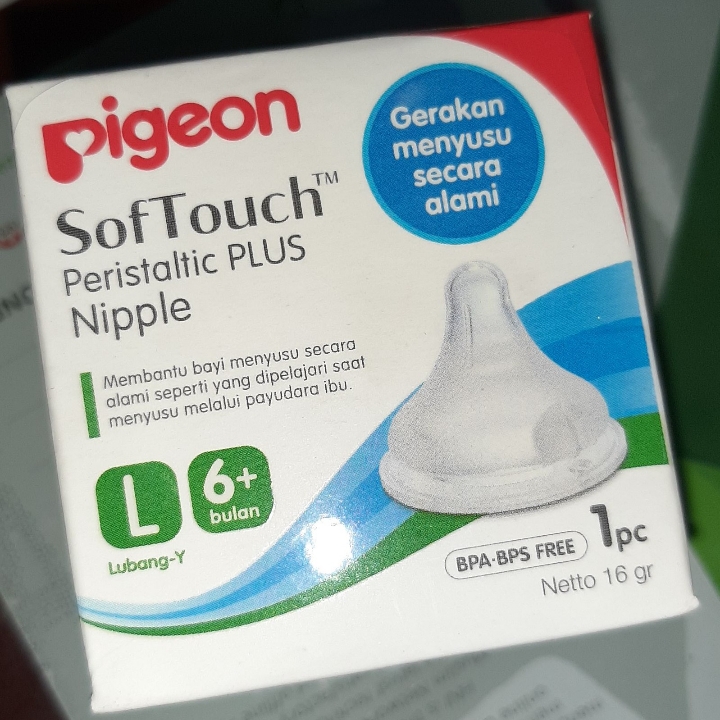 pigeon
Gerakan
menyusu
secara
alami
SofTouch™
Peristaltic PLUS
Nipple
Membantu bayi menyusu secara
alami seperti yang dipelajari saat
menyusu melalui payudara ibu.
L
6+
bulan
Lubang-Y
BPA·BPS FREE
1pc
Netto 16 gr